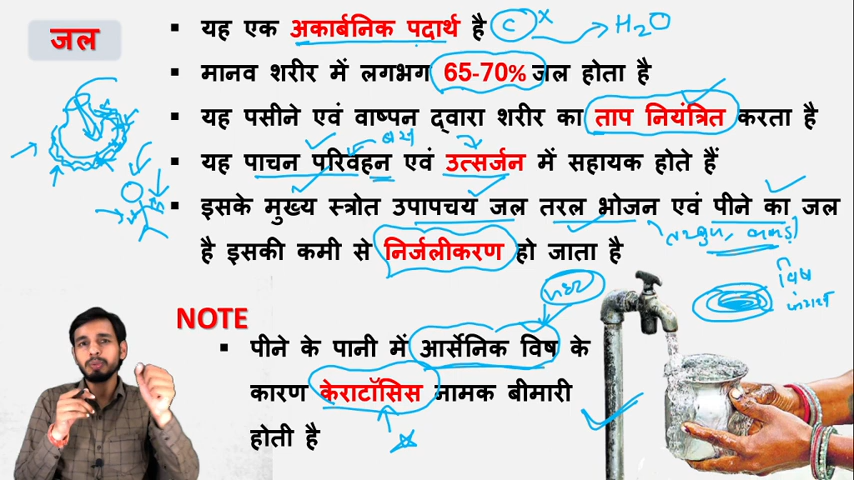 जल
यह एक अकार्बनिक पदार्थ है C x H2O
मानव शरीर में लगभग 65-70% जल होता है
यह पसीने एवं वाष्पन द्वारा शरीर का ताप नियंत्रित करता है
यह पाचन परिवहन एवं उत्सर्जन में सहायक होते हैं
इसके मुख्य स्त्रोत उपापचय जल तरल भोजन एवं पीने का जल
है इसकी कमी से निर्जलीकरण हो जाता है
NOTE
पीने के पानी में आर्सेनिक विष के
कारण केराटॉसिस नामक बीमारी
होती है